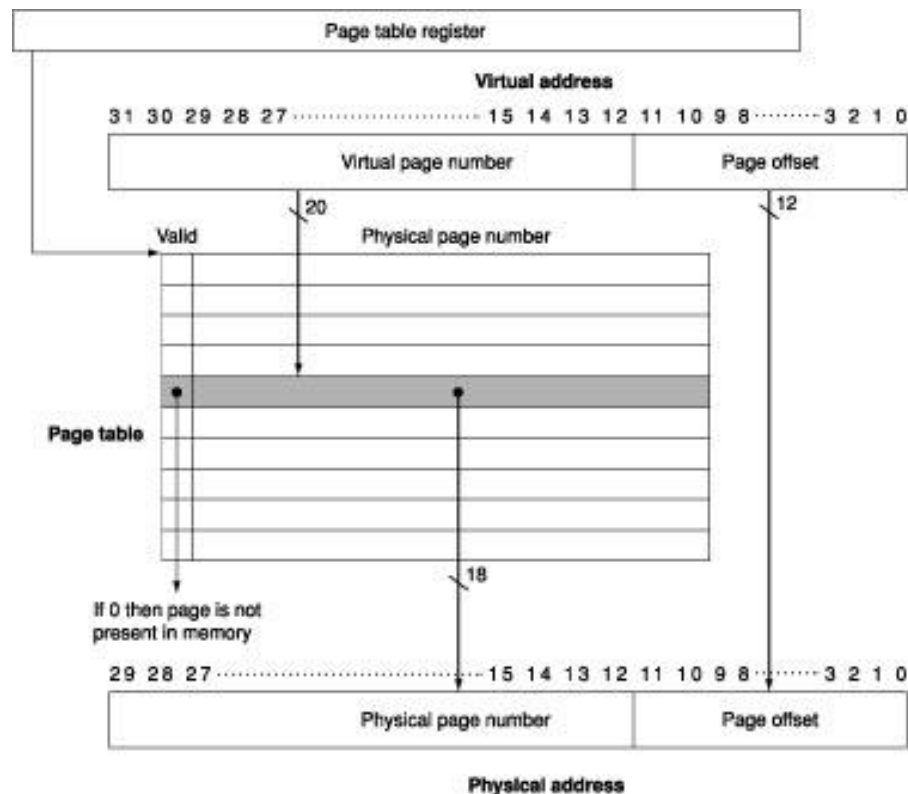 Page table register
Virtual address
31 30 29 28 27 ...................................... 15 14 13 12 11 10 9 8 ......... 3 2 1 0
Virtual page number Page offset
20 12
Valid Physical page number
Page table
18
If 0 then page is not
present in memory
29 28 27 ...................................... 15 14 13 12 11 10 9 8 ......... 3 2 1 0
Physical page number Page offset
Physical address